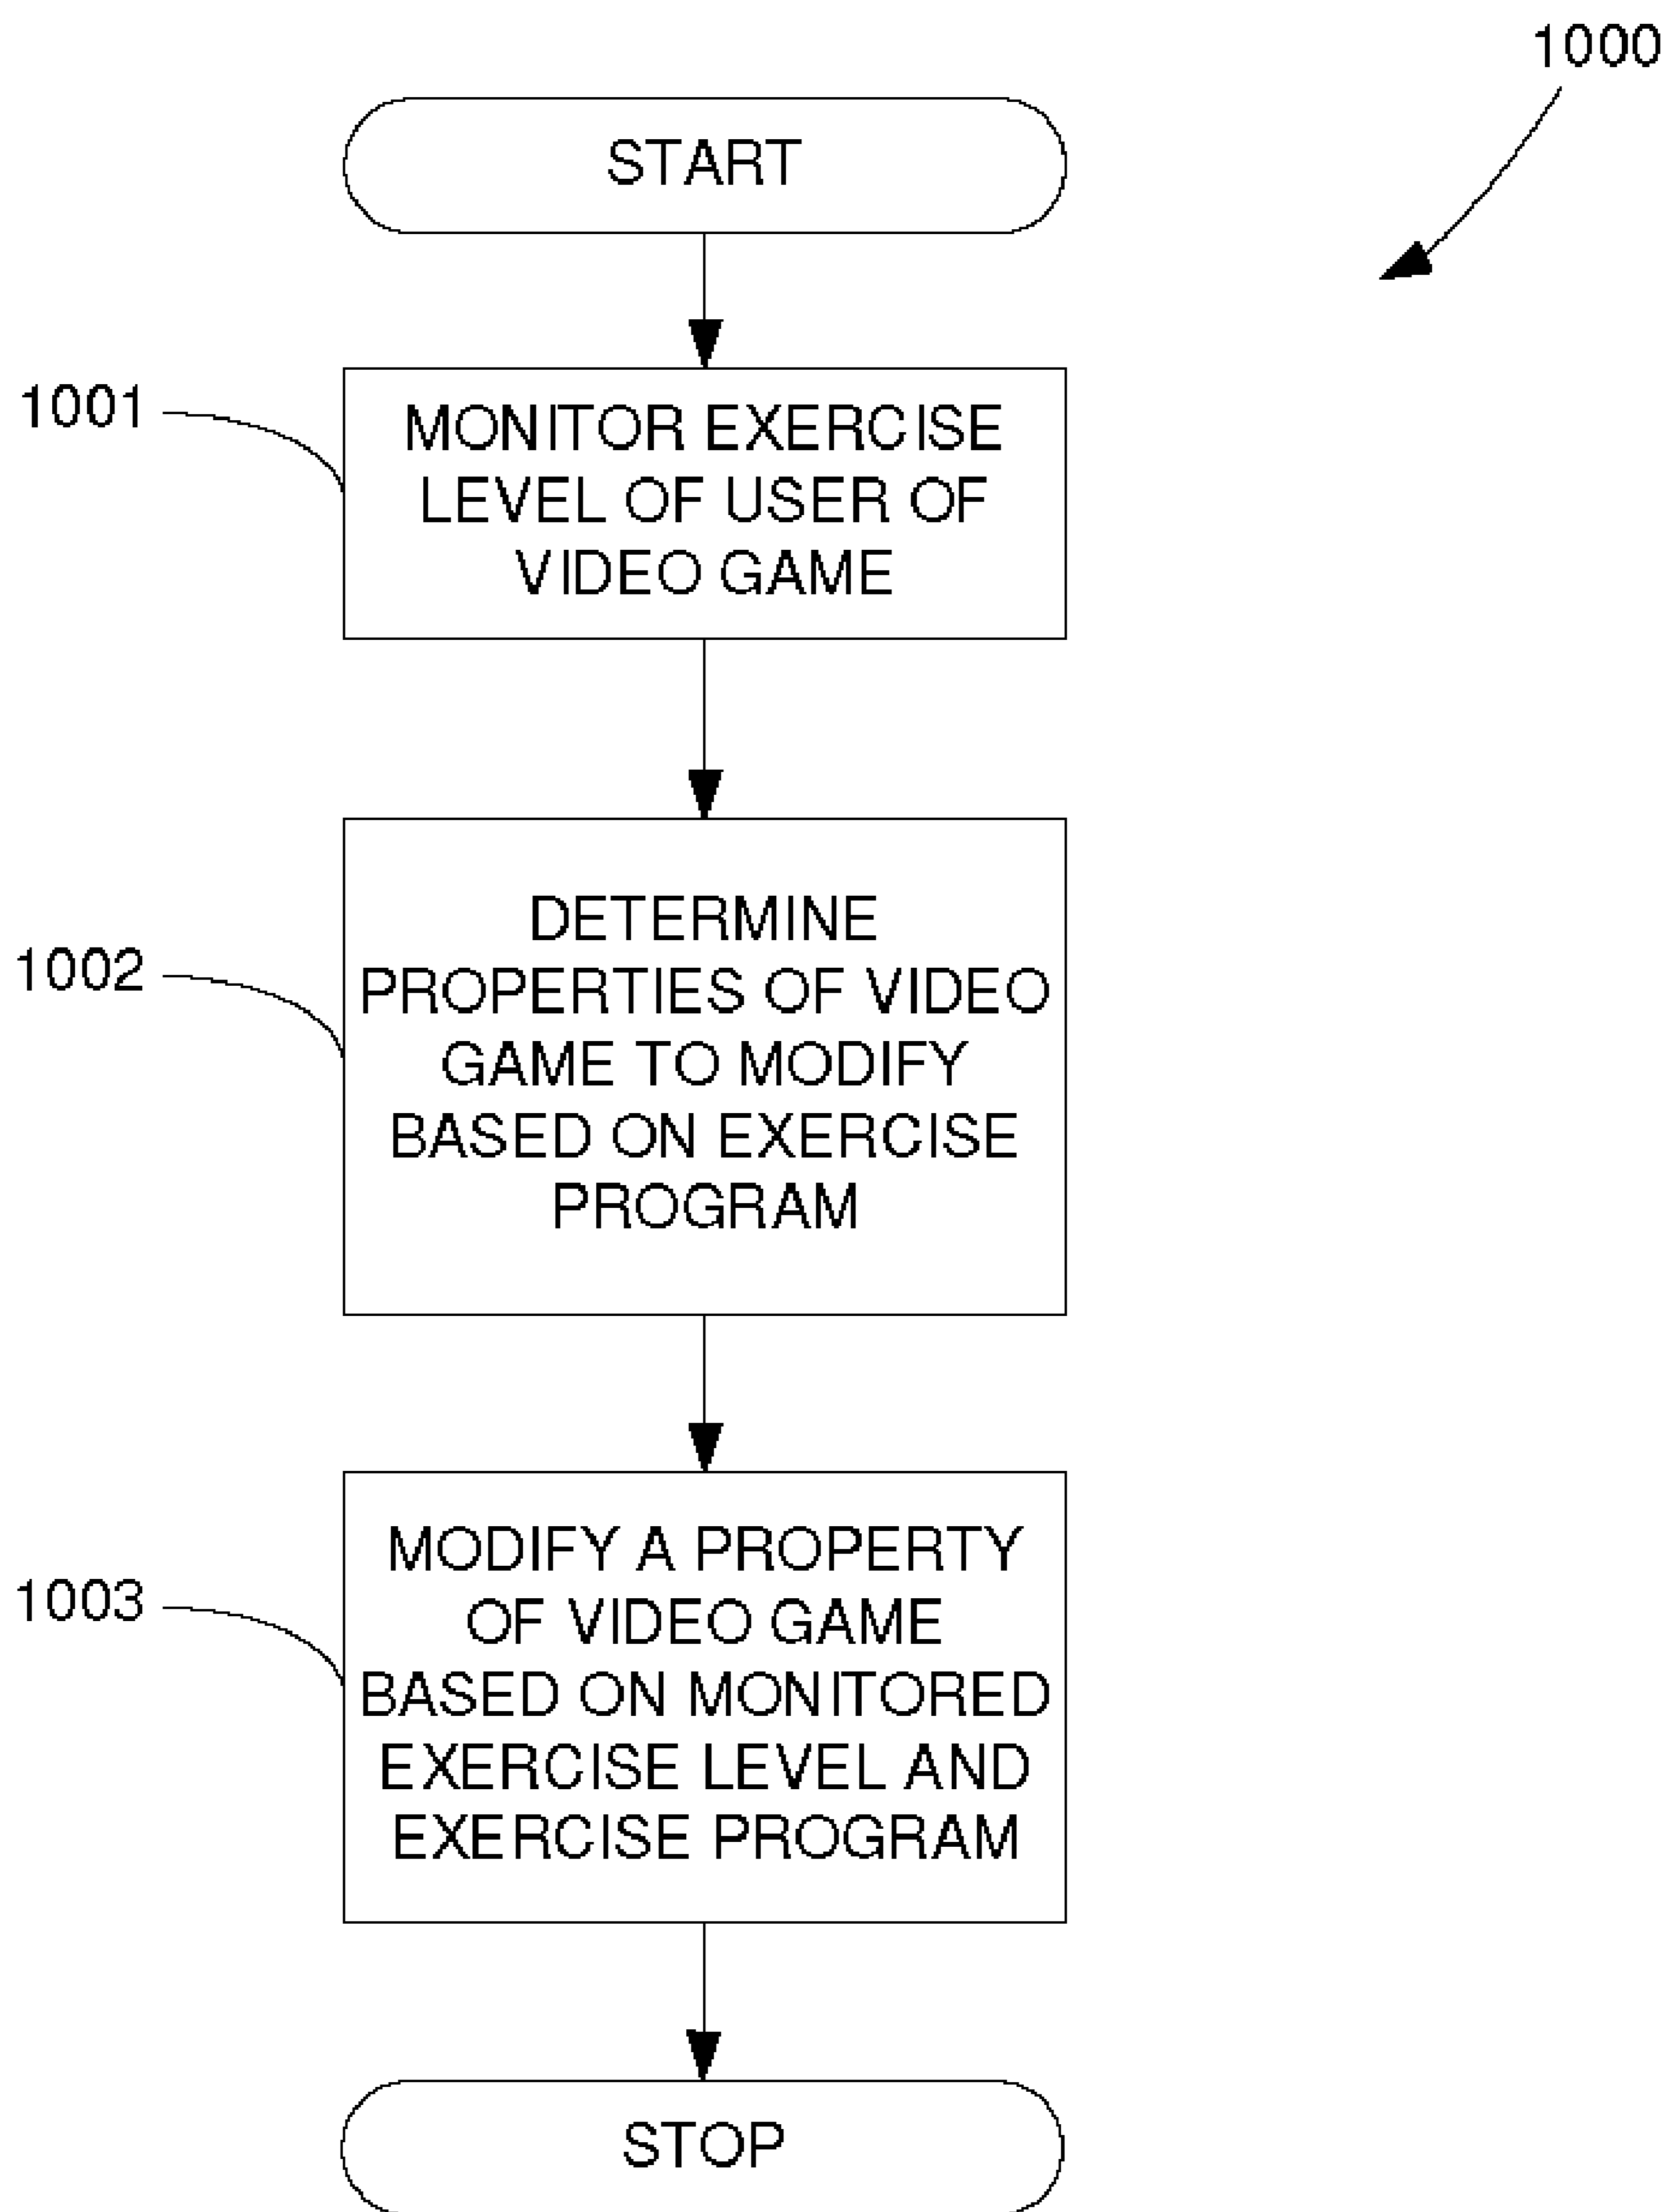 1000
START
1001
MONITOR EXERCISE
LEVEL OF USER OF
VIDEO GAME
1002
DETERMINE
PROPERTIES OF VIDEO
GAME TO MODIFY
BASED ON EXERCISE
PROGRAM
1003
MODIFY A PROPERTY
OF VIDEO GAME
BASED ON MONITORED
EXERCISE LEVEL AND
EXERCISE PROGRAM
STOP